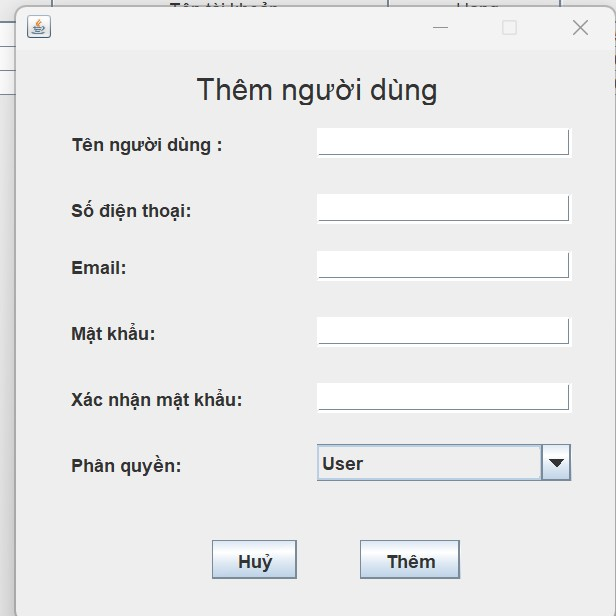 Thêm người dùng
Tên người dùng :
Số điện thoại:
Email:
Mật khẩu:
Xác nhận mật khẩu:
Phân quyền:
User
Huỷ
Thêm